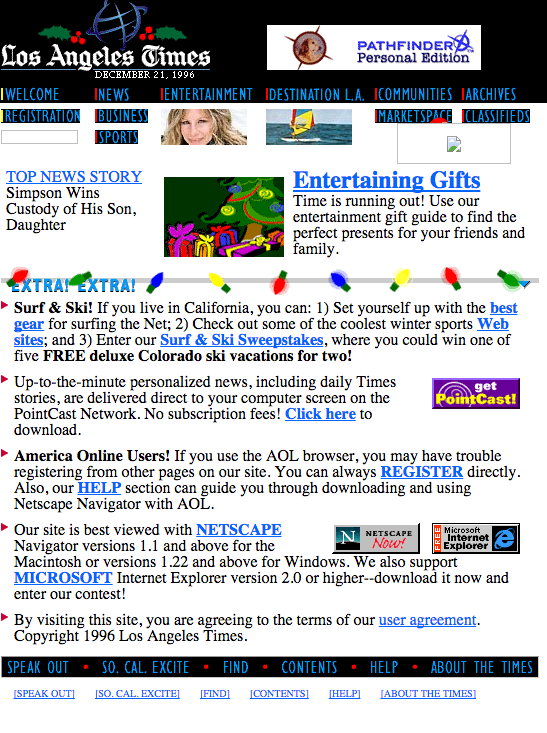 Los Angeles Times
DECEMBER 21, 1996
PATHFINDER
Personal Edition
WELCOME
NEWS
ENTERTAINMENT
DESTINATION L.A.
COMMUNITIES
ARCHIVES
REGISTRATION
BUSINESS
MARKETSPACE
CLASSIFIEDS
SPORTS
TOP NEWS STORY
Simpson Wins
Custody of His Son,
Daughter
Entertaining Gifts
Time is running out! Use our
entertainment gift guide to find the
perfect presents for your friends and
family.
EXTRA! EXTRA!
Surf & Ski! If you live in California, you can: 1) Set yourself up with the best
gear for surfing the Net; 2) Check out some of the coolest winter sports Web
sites; and 3) Enter our Surf & Ski Sweepstakes, where you could win one of
five FREE deluxe Colorado ski vacations for two!
Up-to-the-minute personalized news, including daily Times
stories, are delivered direct to your computer screen on the
PointCast Network. No subscription fees! Click here to
download.
get
PointCast!
America Online Users! If you use the AOL browser, you may have trouble
registering from other pages on our site. You can always REGISTER directly.
Also, our HELP section can guide you through downloading and using
Netscape Navigator with AOL.
Our site is best viewed with NETSCAPE
Navigator versions 1.1 and above for the
Macintosh or versions 1.22 and above for Windows. We also support
MICROSOFT Internet Explorer version 2.0 or higher--download it now and
enter our contest!
N
NETSCAPE
Now!
FREE
Microsoft
Internet
Explorer
By visiting this site, you are agreeing to the terms of our user agreement.
Copyright 1996 Los Angeles Times.
SPEAK OUT • SO. CAL. EXCITE • FIND • CONTENTS • HELP • ABOUT THE TIMES
[SPEAK OUT] [SO. CAL. EXCITE] [FIND] [CONTENTS] [HELP] [ABOUT THE TIMES]